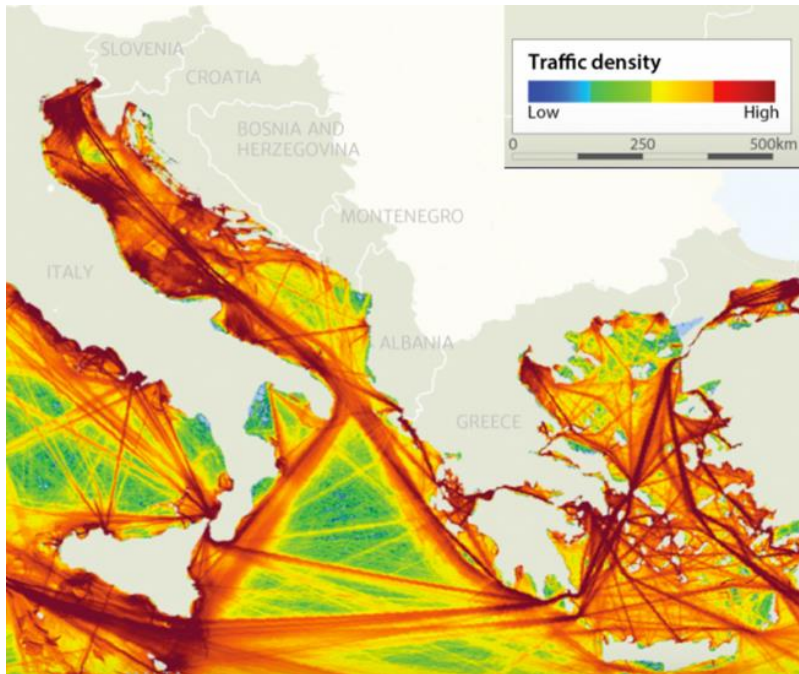 SLOVENIA
CROATIA
BOSNIA AND
HERZEGOVINA
MONTENEGRO
ITALY
ALBANIA
GREECE
Traffic density
Low High
0 250 500km